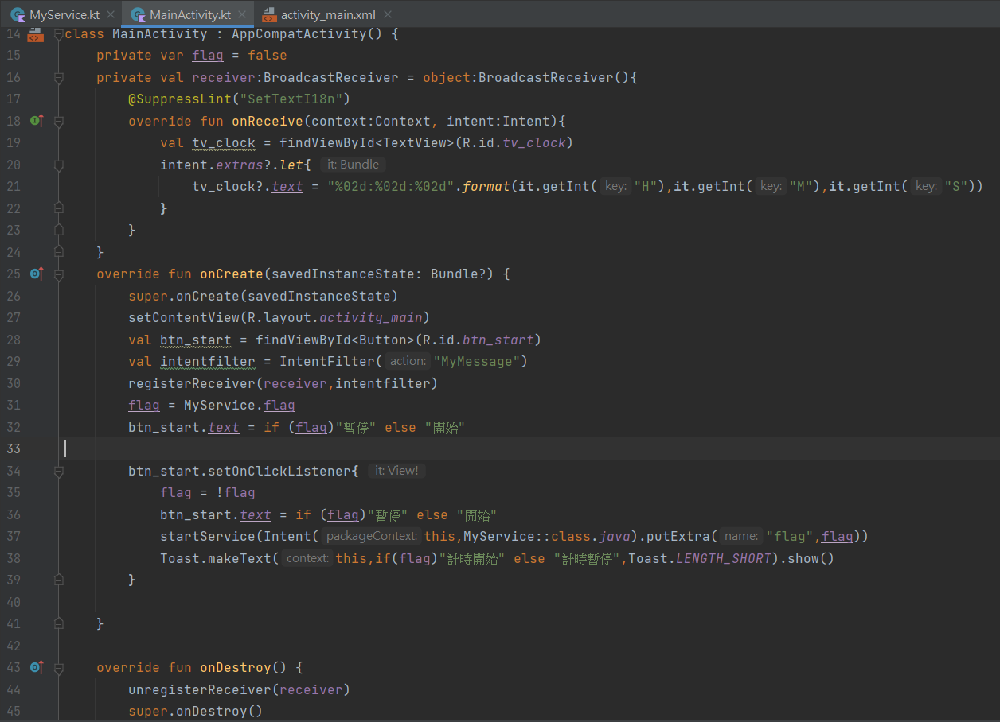 MyService.kt MainActivity.kt activity_main.xml
14 class MainActivity : AppCompatActivity() {
15 private var flag = false
16 private val receiver:BroadcastReceiver = object:BroadcastReceiver(){
17 @SuppressLint("SetTextI18n")
18 override fun onReceive(context:Context, intent:Intent){
19 val tv_clock = findViewById<TextView>(R.id.tv_clock)
20 intent.extras?.let{ it: Bundle
21 tv_clock?.text = "%02d:%02d:%02d".format(it.getInt( key: "H"),it.getInt( key: "M"),it.getInt( key: "S"))
22 }
23 }
24 }
25 override fun onCreate(savedInstanceState: Bundle?) {
26 super.onCreate(savedInstanceState)
27 setContentView(R.layout.activity_main)
28 val btn_start = findViewById<Button>(R.id.btn_start)
29 val intentfilter = IntentFilter( action: "MyMessage")
30 registerReceiver(receiver,intentfilter)
31 flag = MyService.flag
32 btn_start.text = if (flag)"暫停" else "開始"
33
34 btn_start.setOnClickListener{ it: View!
35 flag = !flag
36 btn_start.text = if (flag)"暫停" else "開始"
37 startService(Intent( packageContext: this,MyService::class.java).putExtra( name: "flag",flag))
38 Toast.makeText( context: this,if(flag)"計時開始" else "計時暫停",Toast.LENGTH_SHORT).show()
39 }
40
41 }
42
43 override fun onDestroy() {
44 unregisterReceiver(receiver)
45 super.onDestroy()